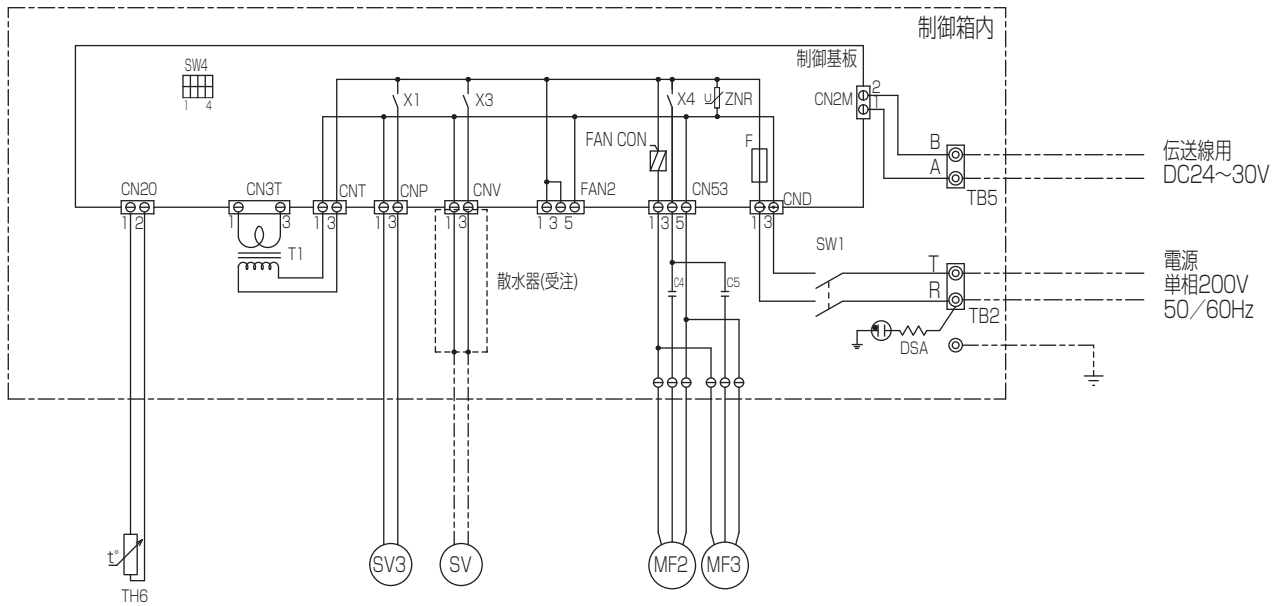 制御箱内
制御基板
SW4
1 4
X1
X3
X4
U
ZNR
CN2M
2
1
FAN CON
F
B
A
TB5
伝送線用
DC24～30V
CN20
CN3T
CNT
CNP
CNV
FAN2
CN53
CND
1 2
1 3
1 3
1 3
1 3
1 3 5
1 3 5
1 3
T1
散水器(受注)
C4
C5
SW1
T
R
TB2
電源
単相200V
50／60Hz
DSA
t°
TH6
SV3
SV
MF2
MF3